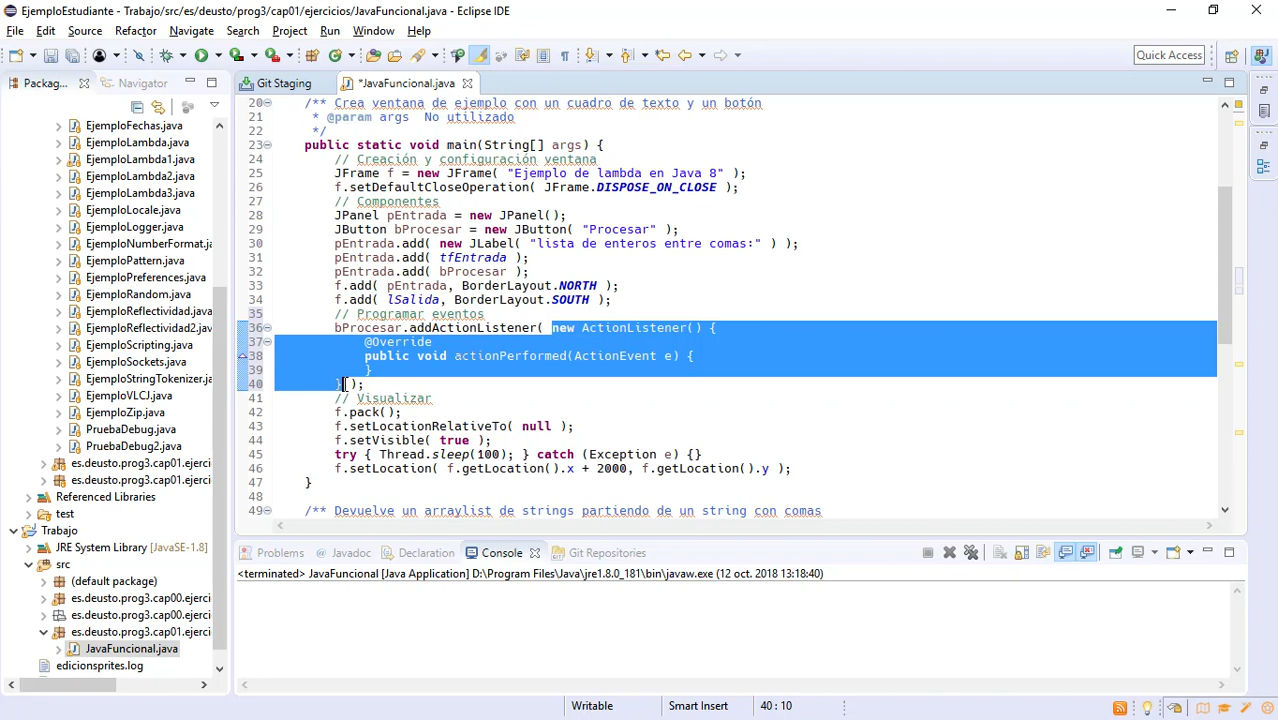 EjemploEstudiante - Trabajo/src/es/deusto/prog3/cap01/ejercicios/JavaFuncional.java - Eclipse IDE
File Edit Source Refactor Navigate Search Project Run Window Help
Quick Access
Packag... Navigator
Git Staging *JavaFuncional.java
EjemploFechas.java
EjemploLambda.java
EjemploLambda1.java
EjemploLambda2.java
EjemploLambda3.java
EjemploLocale.java
EjemploLogger.java
EjemploNumberFormat.ja
EjemploPattern.java
EjemploPreferences.java
EjemploRandom.java
EjemploReflectividad.java
EjemploReflectividad2.java
EjemploScripting.java
EjemploSockets.java
EjemploStringTokenizer.java
EjemploVLCJ.java
EjemploZip.java
PruebaDebug.java
PruebaDebug2.java
es.deusto.prog3.cap01.ejerci
es.deusto.prog3.cap01.ejerci
Referenced Libraries
test
Trabajo
JRE System Library [JavaSE-1.8]
src
(default package)
es.deusto.prog3.cap00.ejerci
es.deusto.prog3.cap00.ejerci
es.deusto.prog3.cap01.ejerci
JavaFuncional.java
edicionsprites.log
20 /** Crea ventana de ejemplo con un cuadro de texto y un botón
21 * @param args  No utilizado
22 */
23 public static void main(String[] args) {
24 // Creación y configuración ventana
25 JFrame f = new JFrame( "Ejemplo de lambda en Java 8" );
26 f.setDefaultCloseOperation( JFrame.DISPOSE_ON_CLOSE );
27 // Componentes
28 JPanel pEntrada = new JPanel();
29 JButton bProcesar = new JButton( "Procesar" );
30 pEntrada.add( new JLabel( "lista de enteros entre comas:" ) );
31 pEntrada.add( tfEntrada );
32 pEntrada.add( bProcesar );
33 f.add( pEntrada, BorderLayout.NORTH );
34 f.add( lSalida, BorderLayout.SOUTH );
35 // Programar eventos
36 bProcesar.addActionListener( new ActionListener() {
37 @Override
38 public void actionPerformed(ActionEvent e) {
39 }
40 } );
41 // Visualizar
42 f.pack();
43 f.setLocationRelativeTo( null );
44 f.setVisible( true );
45 try { Thread.sleep(100); } catch (Exception e) {}
46 f.setLocation( f.getLocation().x + 2000, f.getLocation().y );
47 }
48
49 /** Devuelve un arraylist de strings partiendo de un string con comas
Problems Javadoc Declaration Console Git Repositories
<terminated> JavaFuncional [Java Application] D:\Program Files\Java\jre1.8.0_181\bin\javaw.exe (12 oct. 2018 13:18:40)
Writable Smart Insert 40 : 10